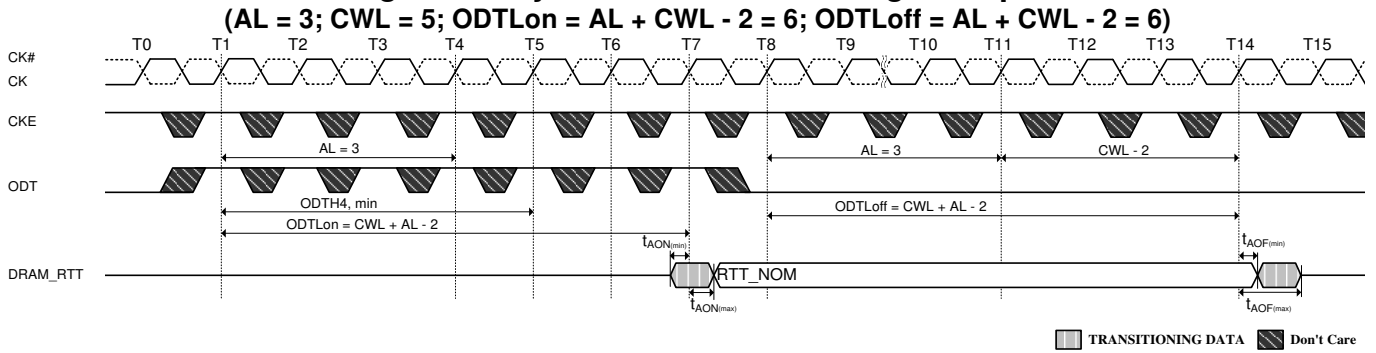 (AL = 3; CWL = 5; ODTLon = AL + CWL - 2 = 6; ODTLoff = AL + CWL - 2 = 6)
T0 T1 T2 T3 T4 T5 T6 T7 T8 T9 T10 T11 T12 T13 T14 T15
CK#
CK
CKE
AL = 3 AL = 3 CWL - 2
ODT
ODTH4, min ODTLoff = CWL + AL - 2
ODTLon = CWL + AL - 2
tAON(min) tAOF(min)
DRAM_RTT RTT_NOM
tAON(max) tAOF(max)
TRANSITIONING DATA Don't Care